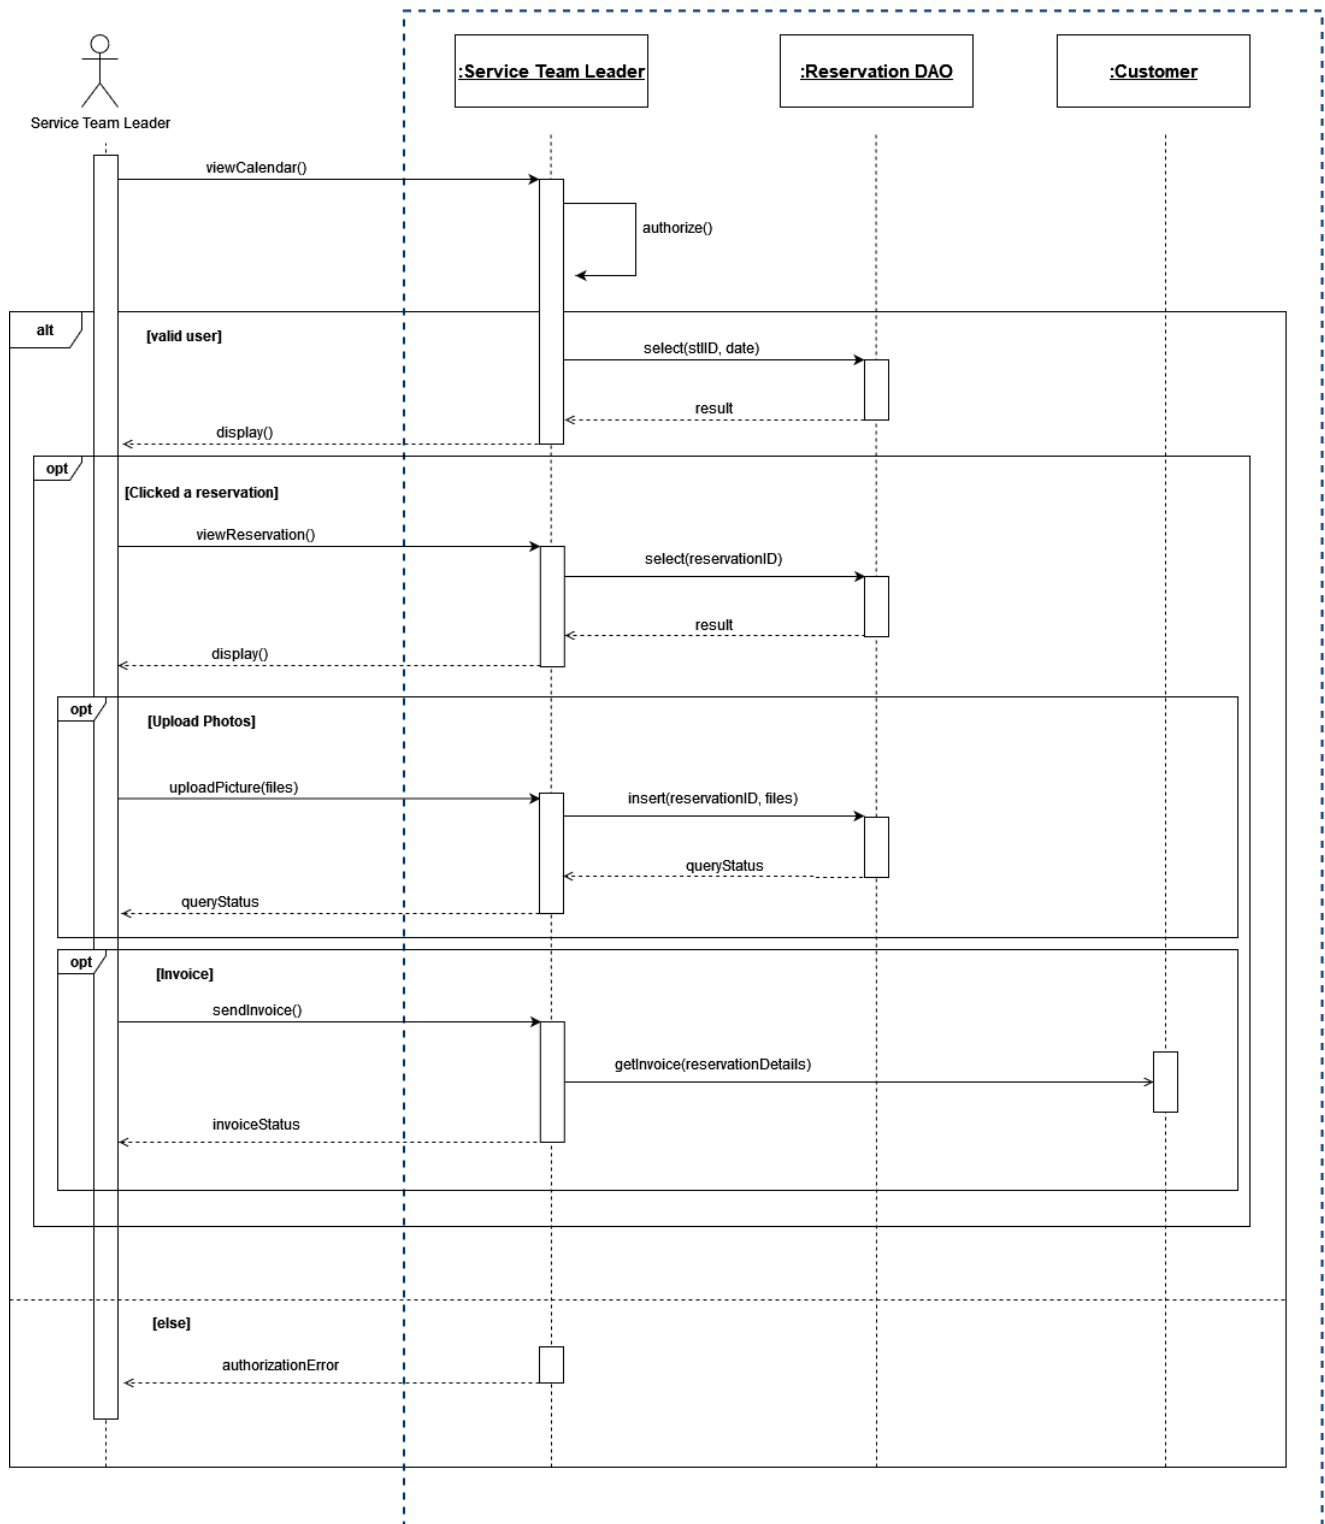 :Service Team Leader
:Reservation DAO
:Customer
Service Team Leader
viewCalendar()
authorize()
alt
[valid user]
select(stlID, date)
result
display()
opt
[Clicked a reservation]
viewReservation()
select(reservationID)
result
display()
opt
[Upload Photos]
uploadPicture(files)
insert(reservationID, files)
queryStatus
queryStatus
opt
[Invoice]
sendInvoice()
getInvoice(reservationDetails)
invoiceStatus
[else]
authorizationError